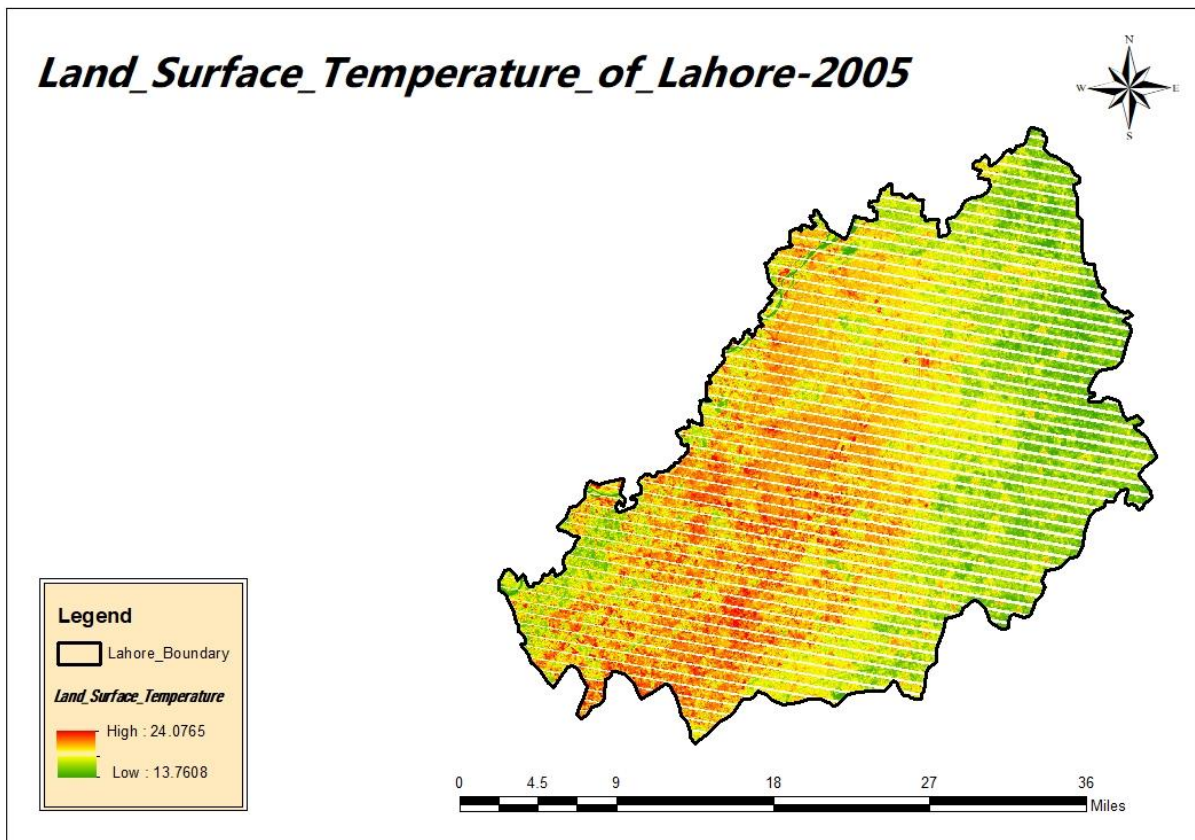 Land_Surface_Temperature_of_Lahore-2005
N
W E
S
Legend
Lahore_Boundary
Land_Surface_Temperature
High : 24.0765
Low : 13.7608
0 4.5 9 18 27 36
Miles